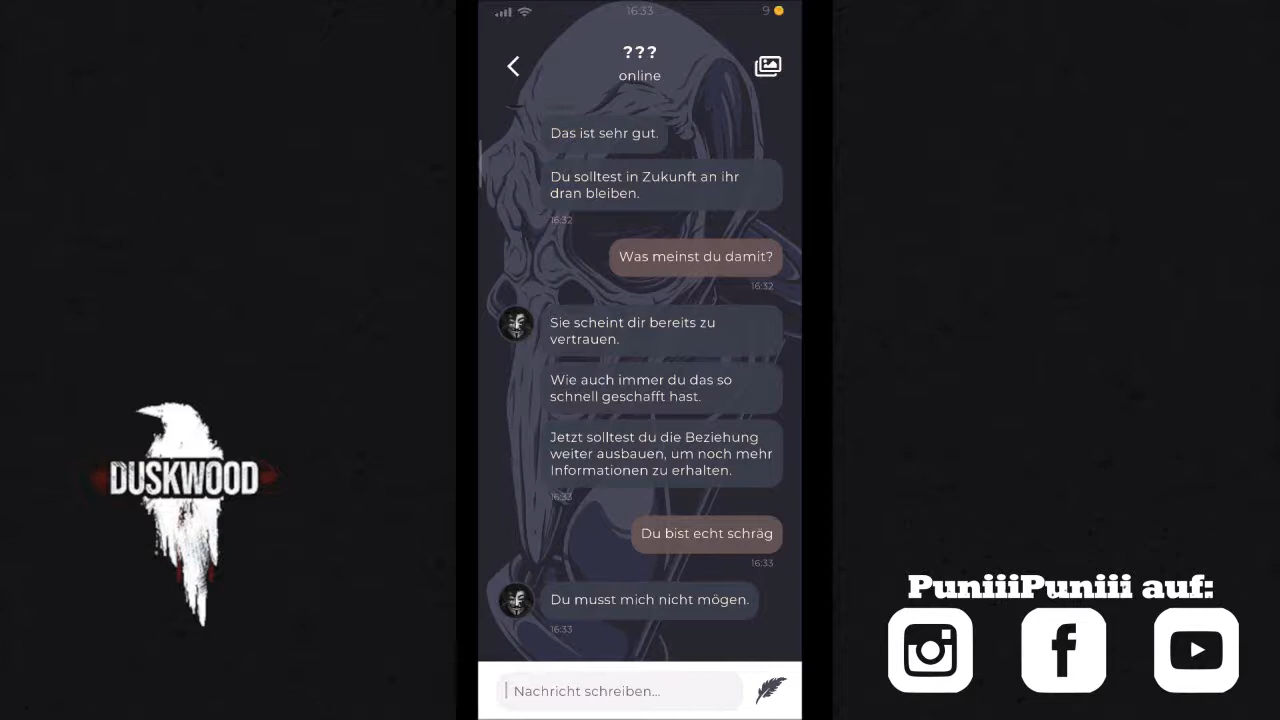 16:33
9
???
online
Das ist sehr gut.
Du solltest in Zukunft an ihr
dran bleiben.
16:32
Was meinst du damit?
16:32
Sie scheint dir bereits zu
vertrauen.
Wie auch immer du das so
schnell geschafft hast.
Jetzt solltest du die Beziehung
weiter ausbauen, um noch mehr
Informationen zu erhalten.
16:33
Du bist echt schräg
16:33
Du musst mich nicht mögen.
16:33
Nachricht schreiben...
DUSKWOOD
PuniiiPuniii auf: